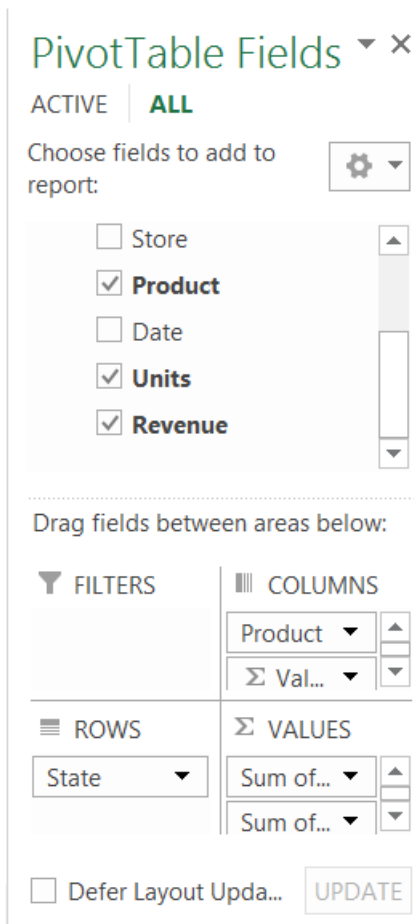 PivotTable Fields
ACTIVE ALL
Choose fields to add to
report:
Store
Product
Date
Units
Revenue
Drag fields between areas below:
FILTERS
COLUMNS
Product
Σ Val...
ROWS
Σ VALUES
State
Sum of...
Sum of...
Defer Layout Upda... UPDATE